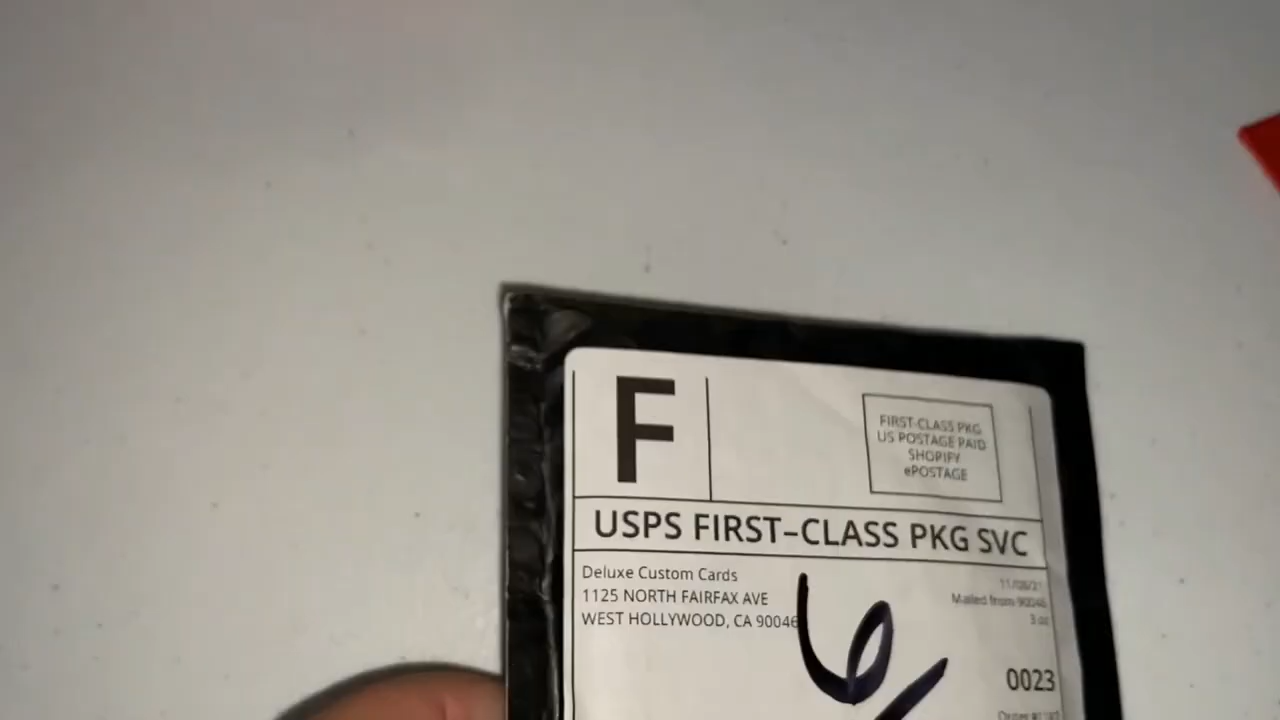 F
FIRST-CLASS PKG
US POSTAGE PAID
SHOPIFY
ePOSTAGE
USPS FIRST–CLASS PKG SVC
Deluxe Custom Cards
1125 NORTH FAIRFAX AVE
WEST HOLLYWOOD, CA 90046
Mailed from 90046
3 oz
0023